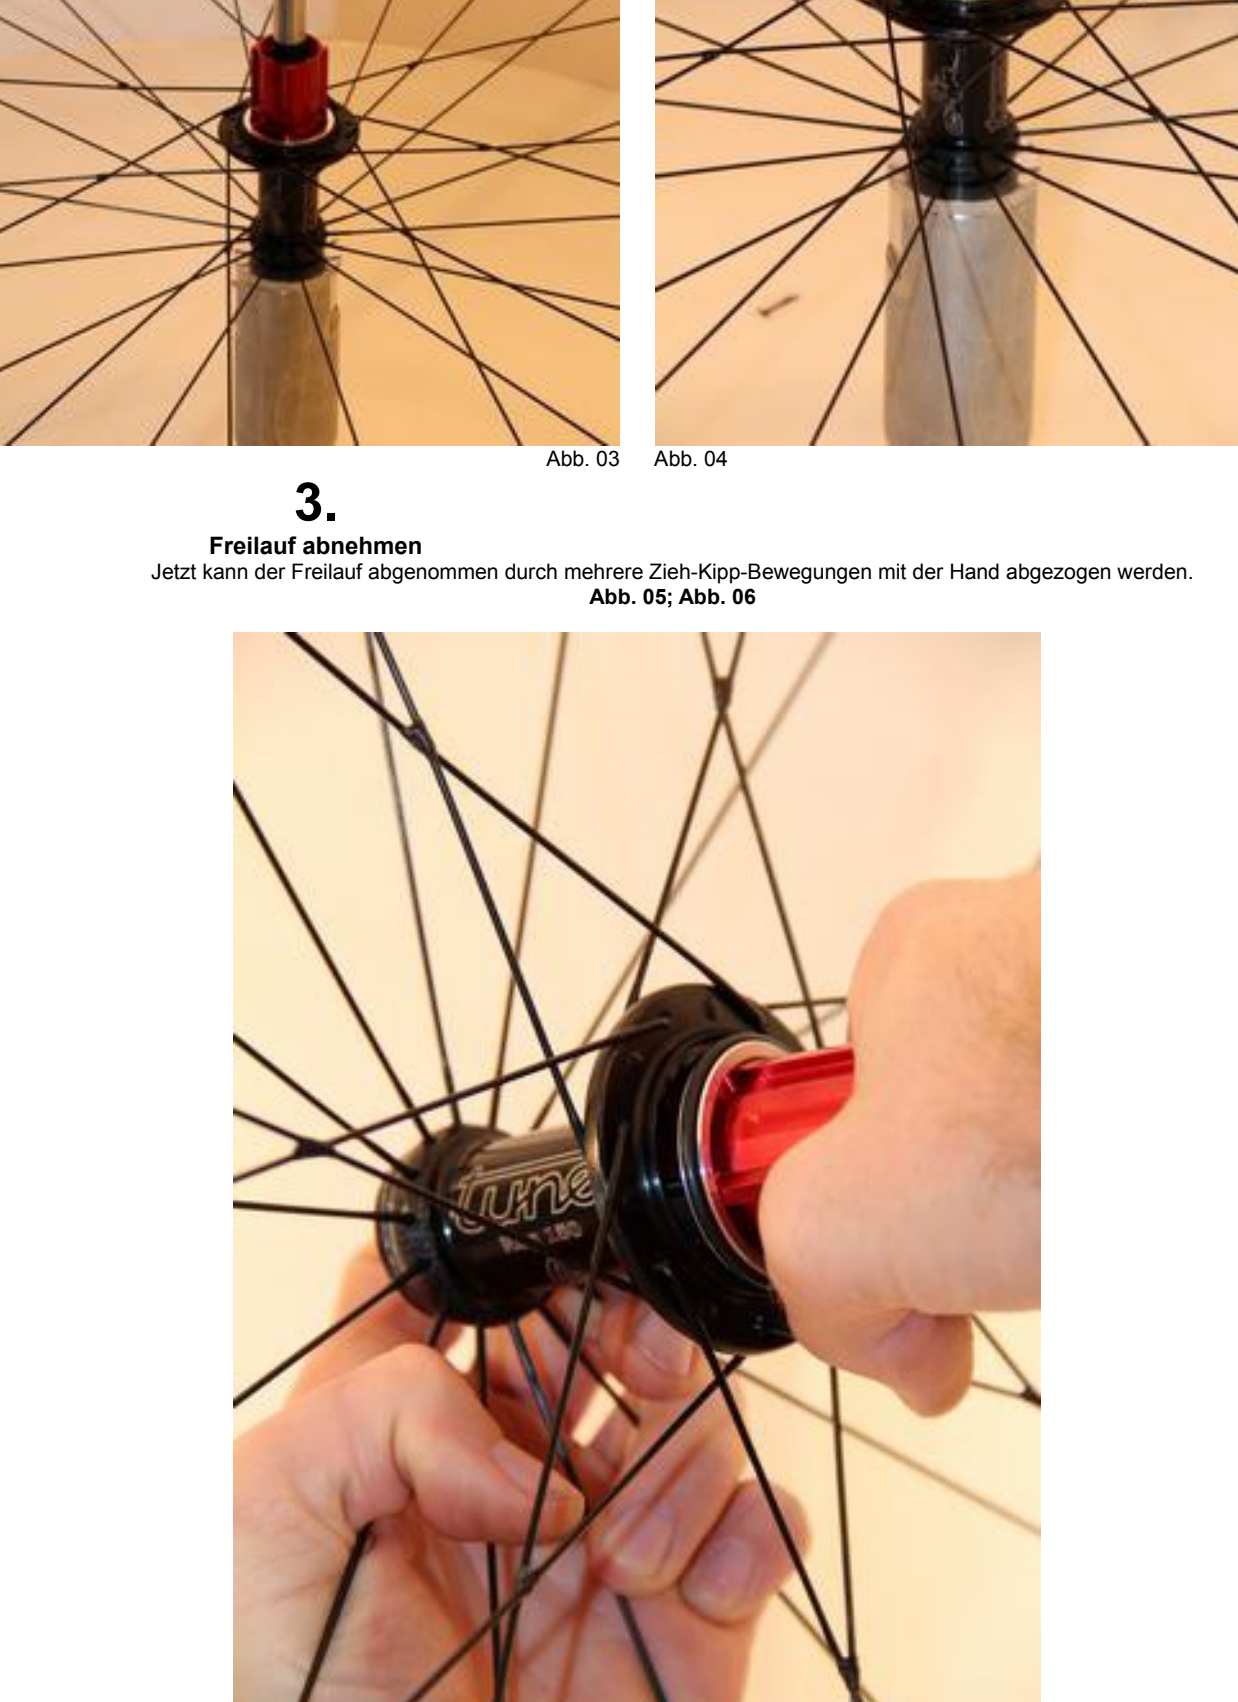 Abb. 03
Abb. 04
3.
Freilauf abnehmen
Jetzt kann der Freilauf abgenommen durch mehrere Zieh-Kipp-Bewegungen mit der Hand abgezogen werden.
Abb. 05; Abb. 06
tune